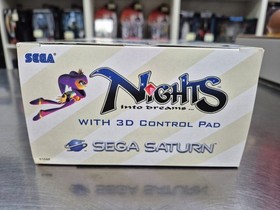 SEGA
NiGHTS
into dreams...
WITH 3D CONTROL PAD
SEGA SATURN